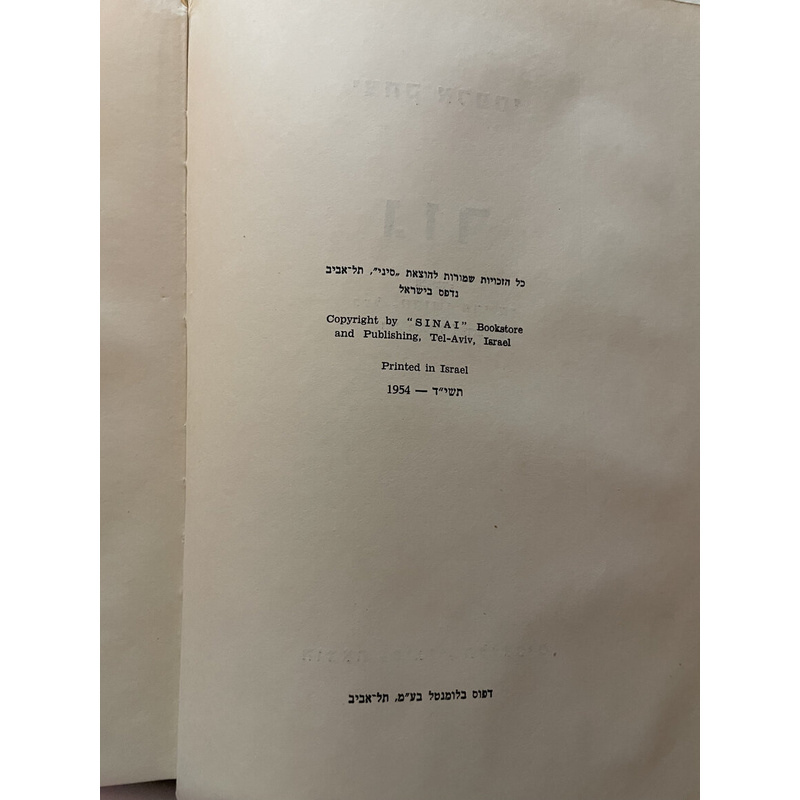 כל הזכויות שמורות להוצאת „סיני״, תל־אביב
נדפס בישראל
Copyright by "SINAI" Bookstore
and Publishing, Tel-Aviv, Israel
Printed in Israel
תשי״ד — 1954
דפוס בלומנטל בע״מ, תל־אביב